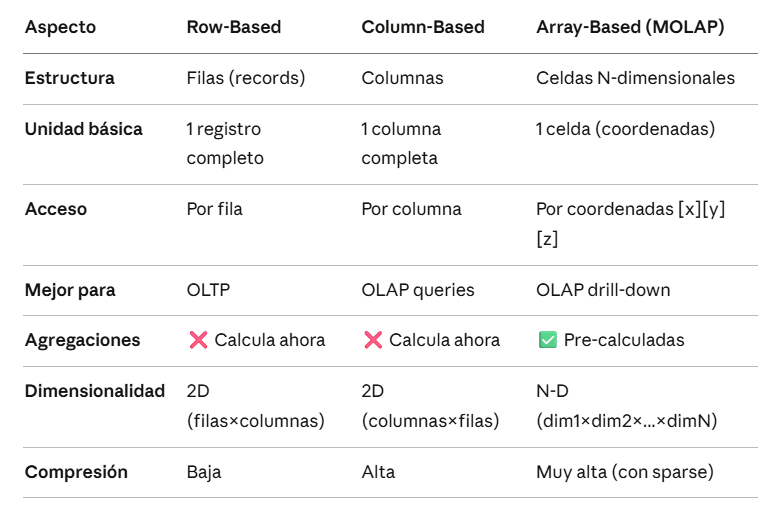 Aspecto Row-Based Column-Based Array-Based (MOLAP)
Estructura Filas (records) Columnas Celdas N-dimensionales
Unidad básica 1 registro 1 columna 1 celda (coordenadas)
completo completa
Acceso Por fila Por columna Por coordenadas [x][y]
[z]
Mejor para OLTP OLAP queries OLAP drill-down
Agregaciones ❌ Calcula ahora ❌ Calcula ahora ✅ Pre-calculadas
Dimensionalidad 2D 2D N-D
(filas×columnas) (columnas×filas) (dim1×dim2×...×dimN)
Compresión Baja Alta Muy alta (con sparse)